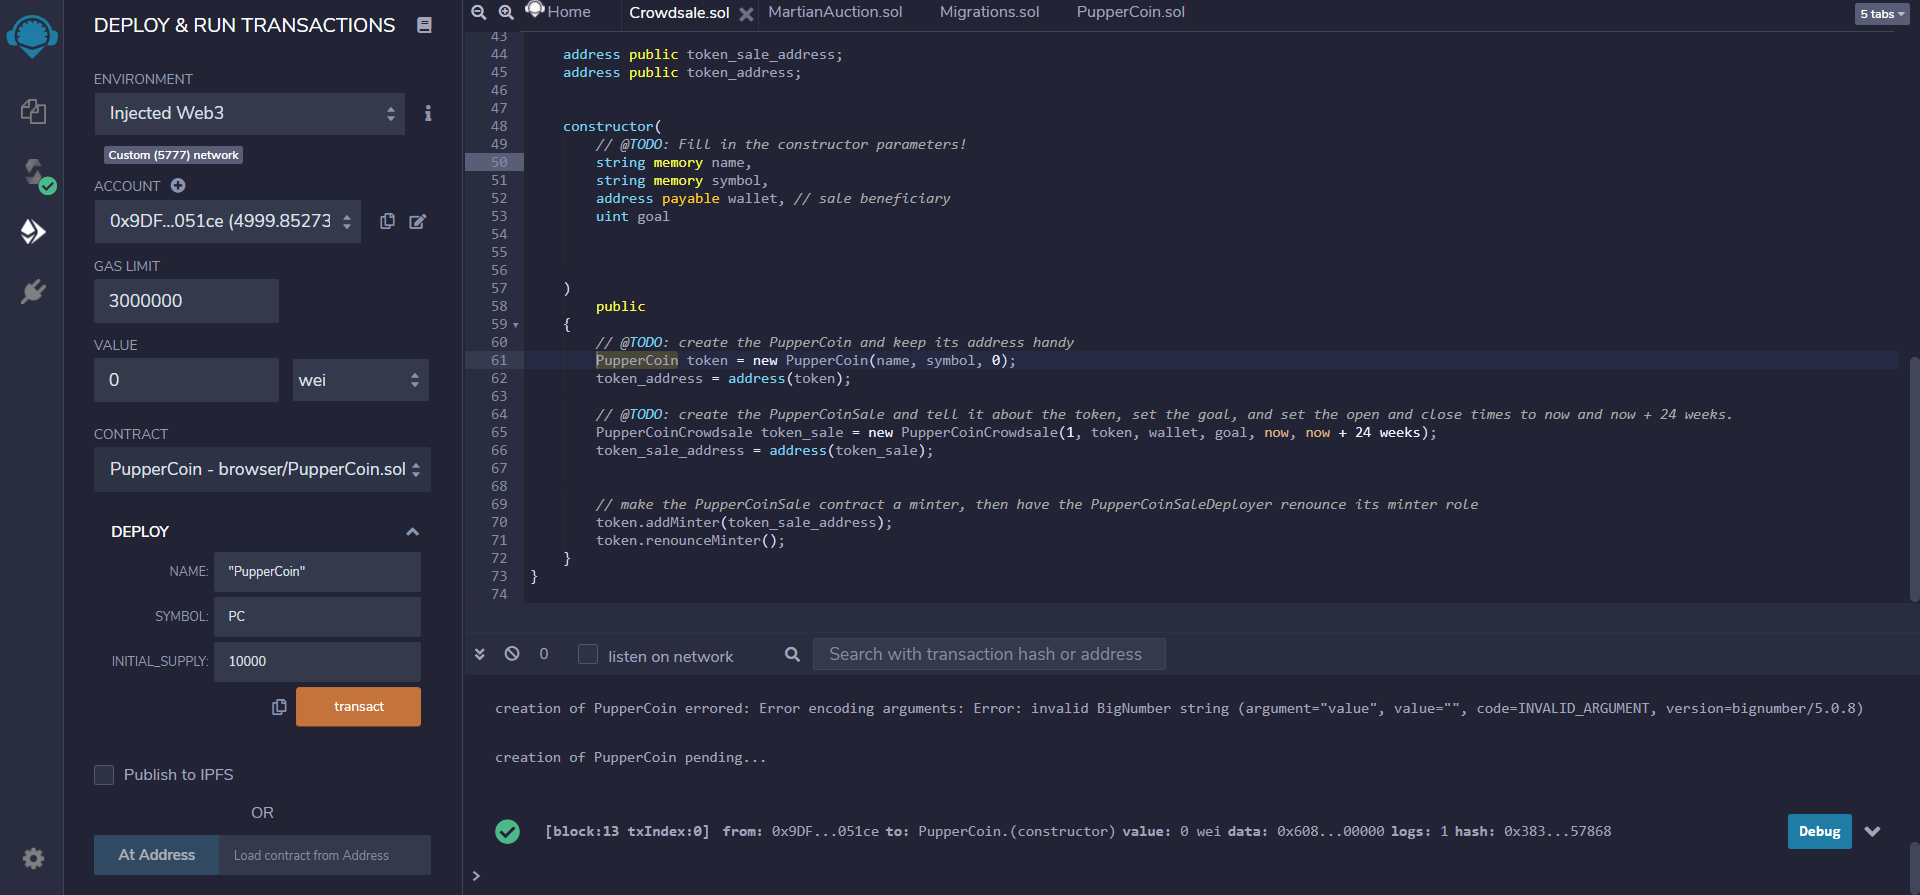 DEPLOY & RUN TRANSACTIONS
ENVIRONMENT
Injected Web3
Custom (5777) network
ACCOUNT
0x9DF...051ce (4999.85273
GAS LIMIT
3000000
VALUE
0
wei
CONTRACT
PupperCoin - browser/PupperCoin.sol
DEPLOY
NAME:
"PupperCoin"
SYMBOL:
PC
INITIAL_SUPPLY:
10000
transact
Publish to IPFS
OR
At Address
Load contract from Address
Home
Crowdsale.sol
MartianAuction.sol
Migrations.sol
PupperCoin.sol
5 tabs
43
44 address public token_sale_address;
45 address public token_address;
46
47
48 constructor(
49 // @TODO: Fill in the constructor parameters!
50 string memory name,
51 string memory symbol,
52 address payable wallet, // sale beneficiary
53 uint goal
54
55
56
57 )
58 public
59 {
60 // @TODO: create the PupperCoin and keep its address handy
61 PupperCoin token = new PupperCoin(name, symbol, 0);
62 token_address = address(token);
63
64 // @TODO: create the PupperCoinSale and tell it about the token, set the goal, and set the open and close times to now and now + 24 weeks.
65 PupperCoinCrowdsale token_sale = new PupperCoinCrowdsale(1, token, wallet, goal, now, now + 24 weeks);
66 token_sale_address = address(token_sale);
67
68
69 // make the PupperCoinSale contract a minter, then have the PupperCoinSaleDeployer renounce its minter role
70 token.addMinter(token_sale_address);
71 token.renounceMinter();
72 }
73 }
74
0
listen on network
Search with transaction hash or address
creation of PupperCoin errored: Error encoding arguments: Error: invalid BigNumber string (argument="value", value="", code=INVALID_ARGUMENT, version=bignumber/5.0.8)
creation of PupperCoin pending...
[block:13 txIndex:0] from: 0x9DF...051ce to: PupperCoin.(constructor) value: 0 wei data: 0x608...00000 logs: 1 hash: 0x383...57868
Debug
>